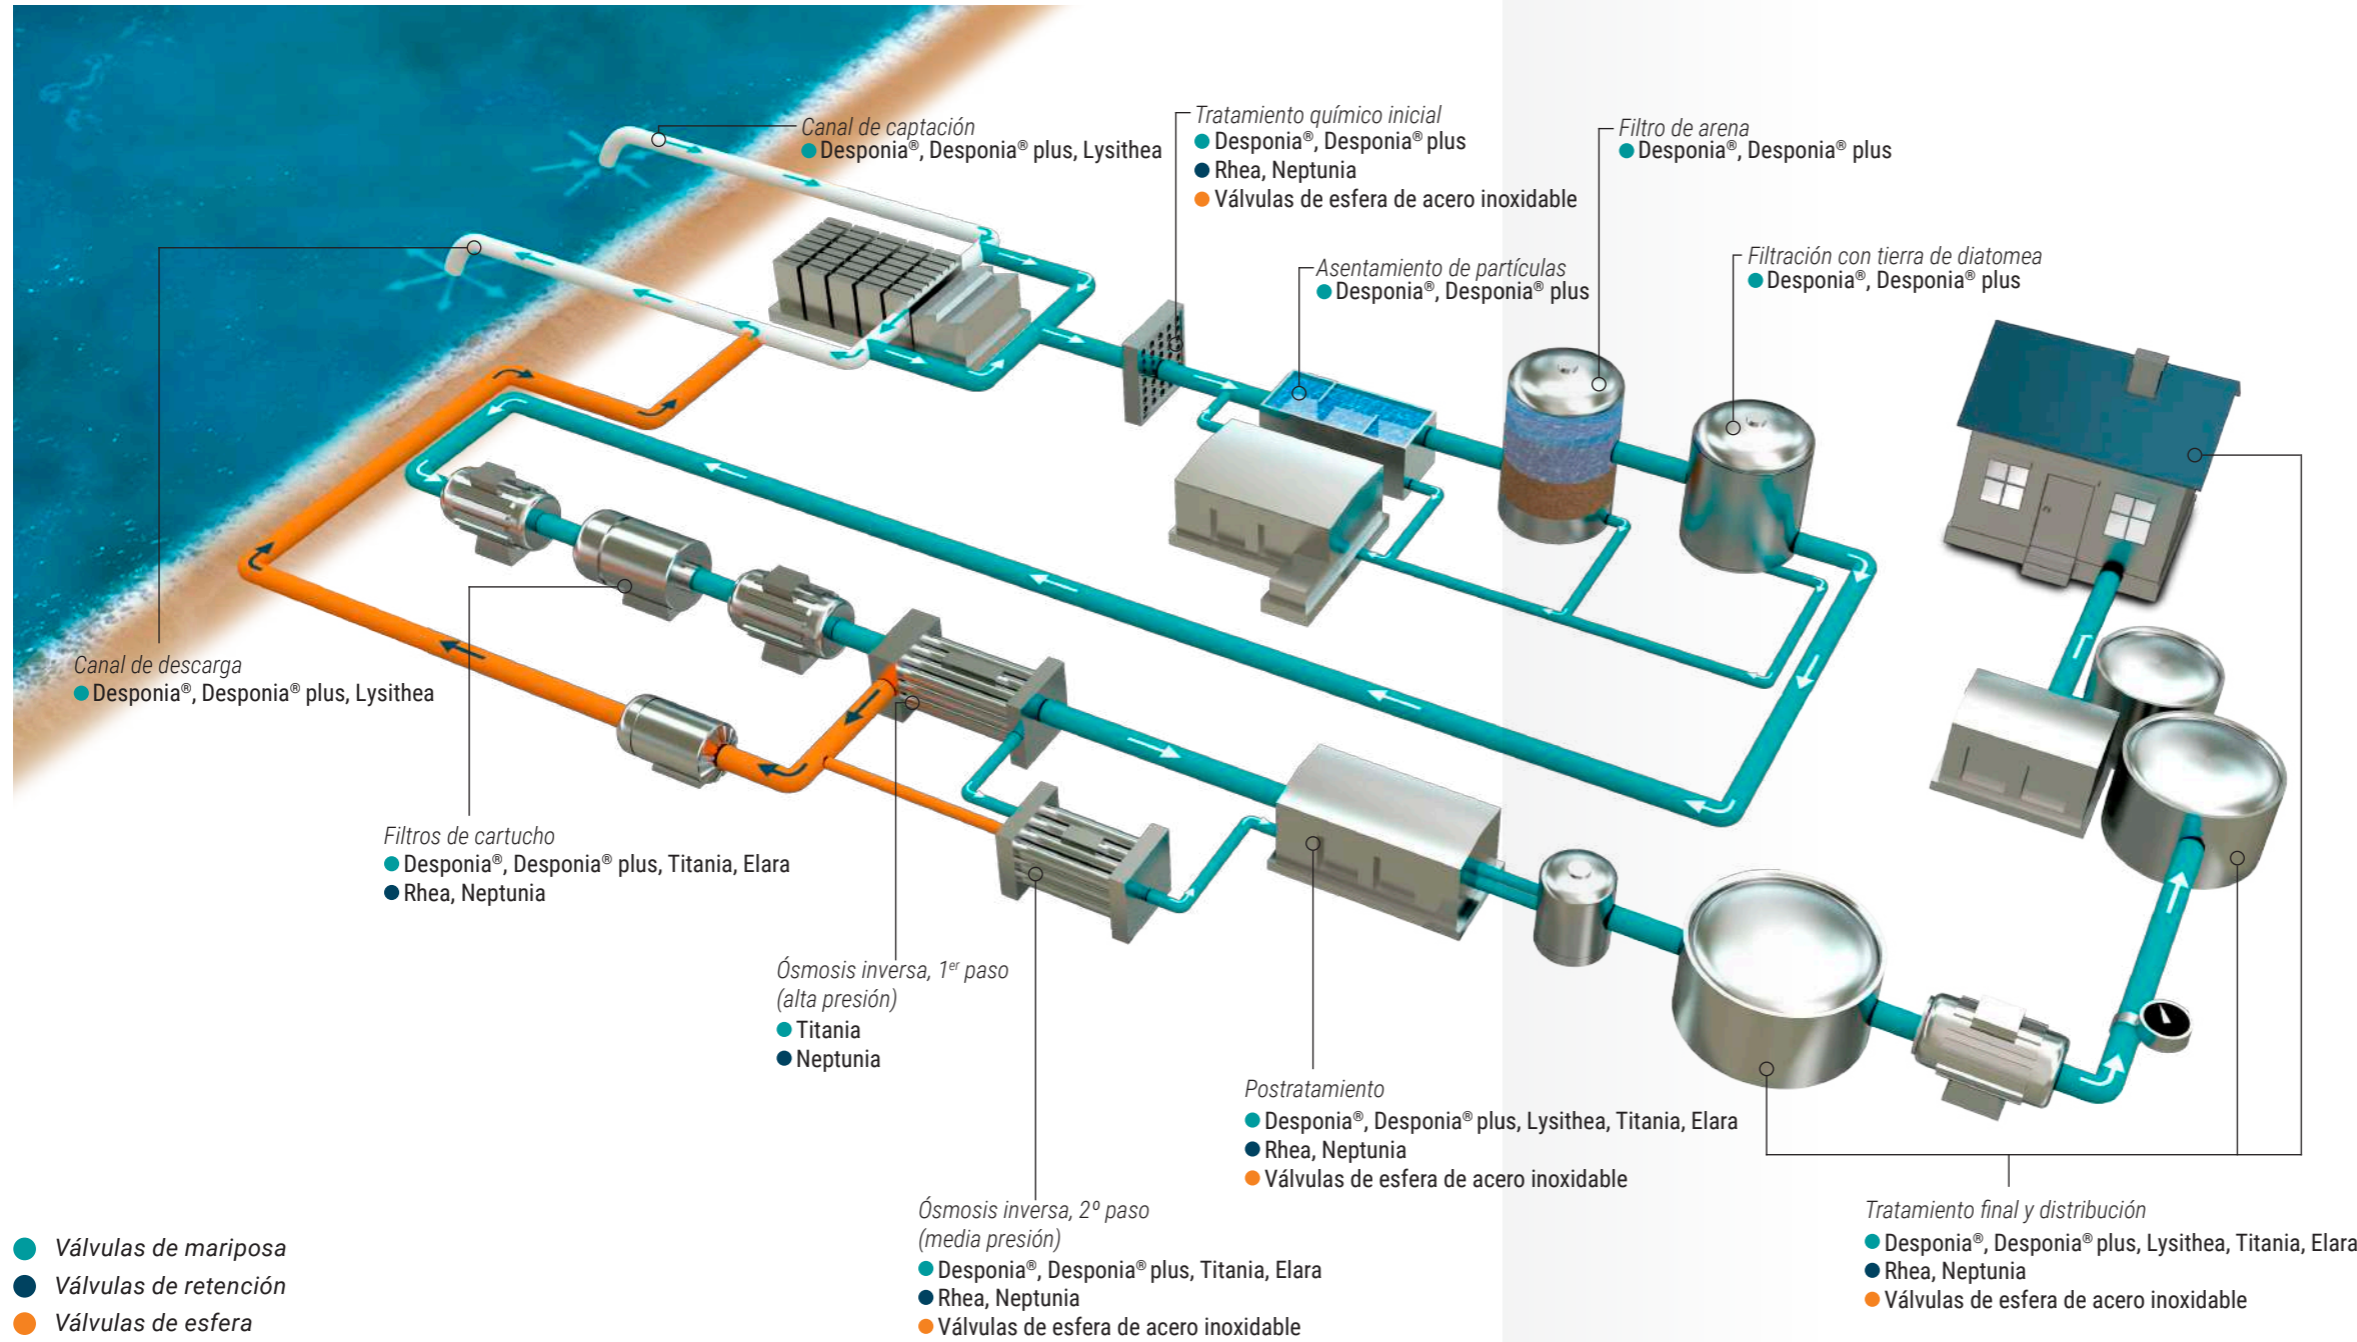 Canal de captación
Desponia®, Desponia® plus, Lysithea
Tratamiento químico inicial
Desponia®, Desponia® plus
Rhea, Neptunia
Válvulas de esfera de acero inoxidable
Filtro de arena
Desponia®, Desponia® plus
Asentamiento de partículas
Desponia®, Desponia® plus
Filtración con tierra de diatomea
Desponia®, Desponia® plus
Canal de descarga
Desponia®, Desponia® plus, Lysithea
Filtros de cartucho
Desponia®, Desponia® plus, Titania, Elara
Rhea, Neptunia
Ósmosis inversa, 1er paso
(alta presión)
Titania
Neptunia
Ósmosis inversa, 2º paso
(media presión)
Desponia®, Desponia® plus, Titania, Elara
Rhea, Neptunia
Válvulas de esfera de acero inoxidable
Postratamiento
Desponia®, Desponia® plus, Lysithea, Titania, Elara
Rhea, Neptunia
Válvulas de esfera de acero inoxidable
Tratamiento final y distribución
Desponia®, Desponia® plus, Lysithea, Titania, Elara
Rhea, Neptunia
Válvulas de esfera de acero inoxidable
Válvulas de mariposa
Válvulas de retención
Válvulas de esfera